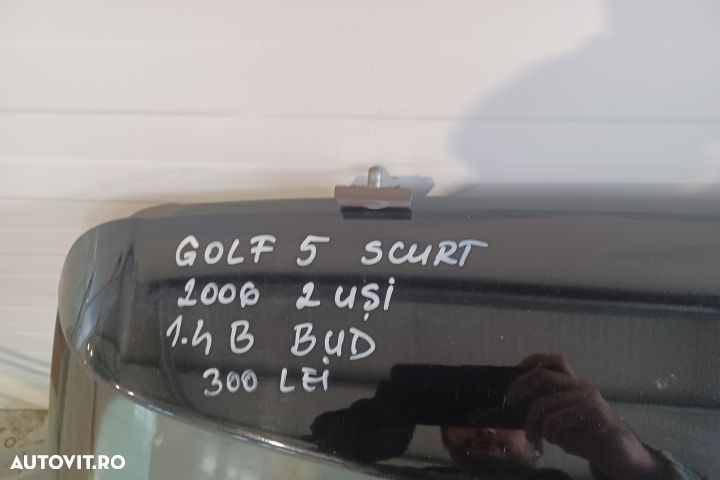 GOLF 5 SCURT
2006 2 UȘI
1.4 B BUD
300 LEI
AUTOVIT.RO